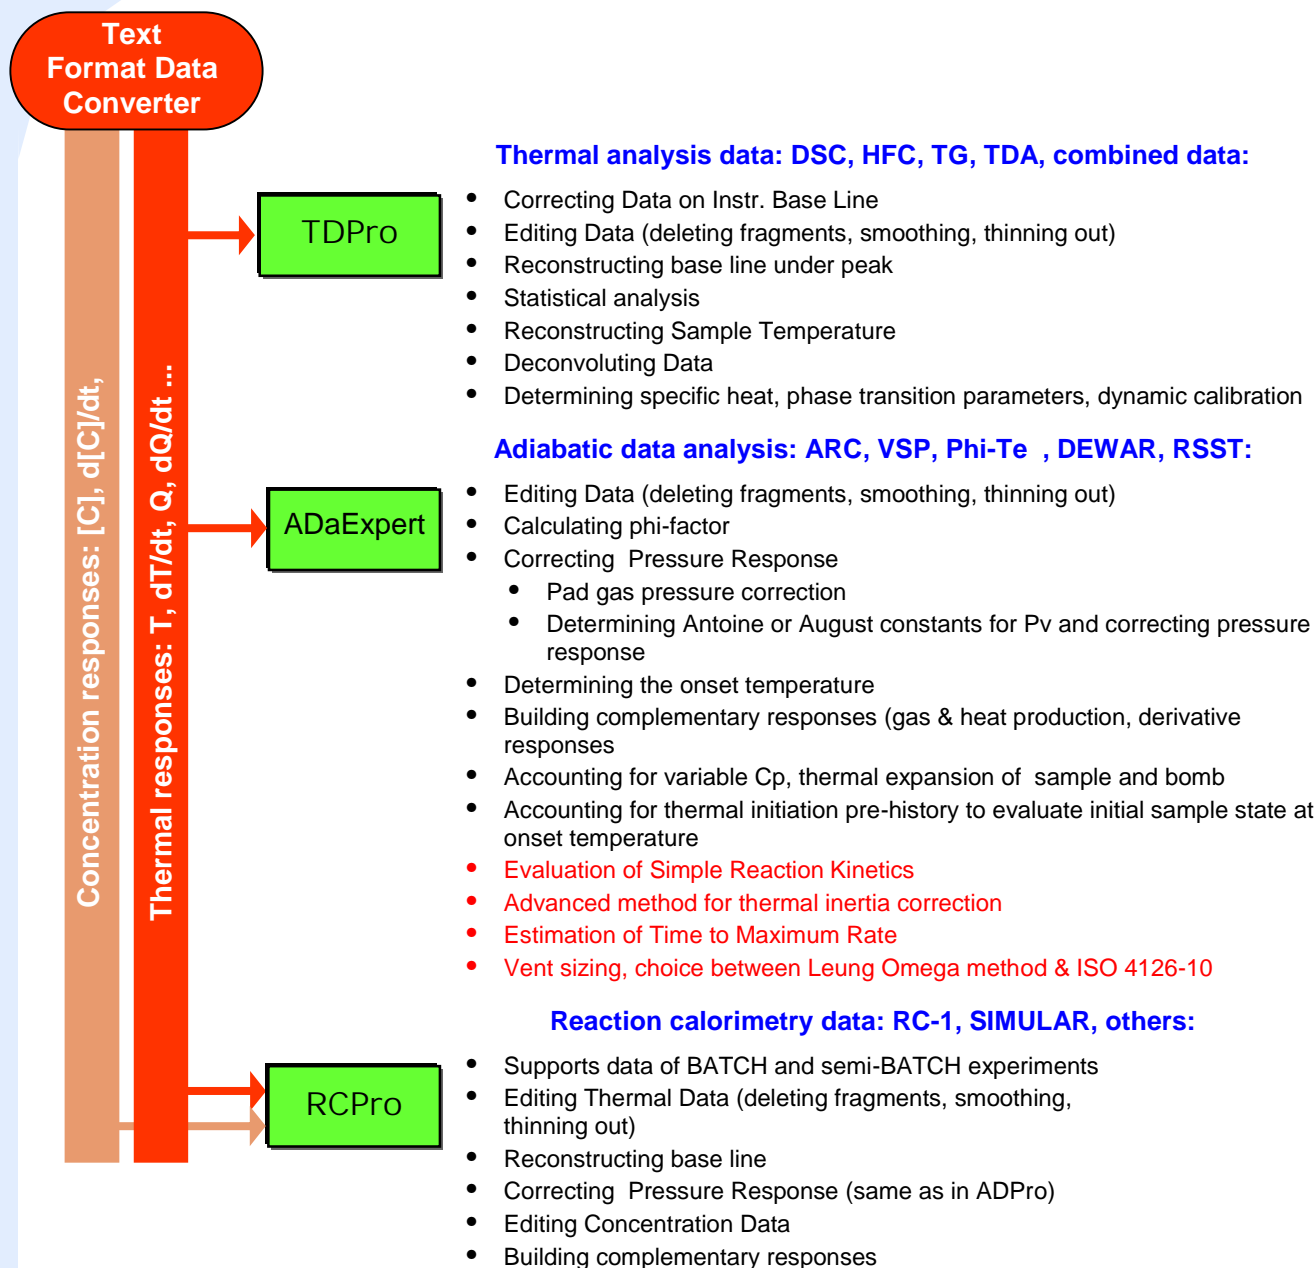 Text
Format Data
Converter
Concentration responses: [C], d[C]/dt,
Thermal responses: T, dT/dt, Q, dQ/dt ...
Thermal analysis data: DSC, HFC, TG, TDA, combined data:
TDPro
• Correcting Data on Instr. Base Line
• Editing Data (deleting fragments, smoothing, thinning out)
• Reconstructing base line under peak
• Statistical analysis
• Reconstructing Sample Temperature
• Deconvoluting Data
• Determining specific heat, phase transition parameters, dynamic calibration
Adiabatic data analysis: ARC, VSP, Phi-Te , DEWAR, RSST:
ADaExpert
• Editing Data (deleting fragments, smoothing, thinning out)
• Calculating phi-factor
• Correcting Pressure Response
• Pad gas pressure correction
• Determining Antoine or August constants for Pv and correcting pressure
response
• Determining the onset temperature
• Building complementary responses (gas & heat production, derivative
responses
• Accounting for variable Cp, thermal expansion of sample and bomb
• Accounting for thermal initiation pre-history to evaluate initial sample state at
onset temperature
• Evaluation of Simple Reaction Kinetics
• Advanced method for thermal inertia correction
• Estimation of Time to Maximum Rate
• Vent sizing, choice between Leung Omega method & ISO 4126-10
Reaction calorimetry data: RC-1, SIMULAR, others:
RCPro
• Supports data of BATCH and semi-BATCH experiments
• Editing Thermal Data (deleting fragments, smoothing,
thinning out)
• Reconstructing base line
• Correcting Pressure Response (same as in ADPro)
• Editing Concentration Data
• Building complementary responses